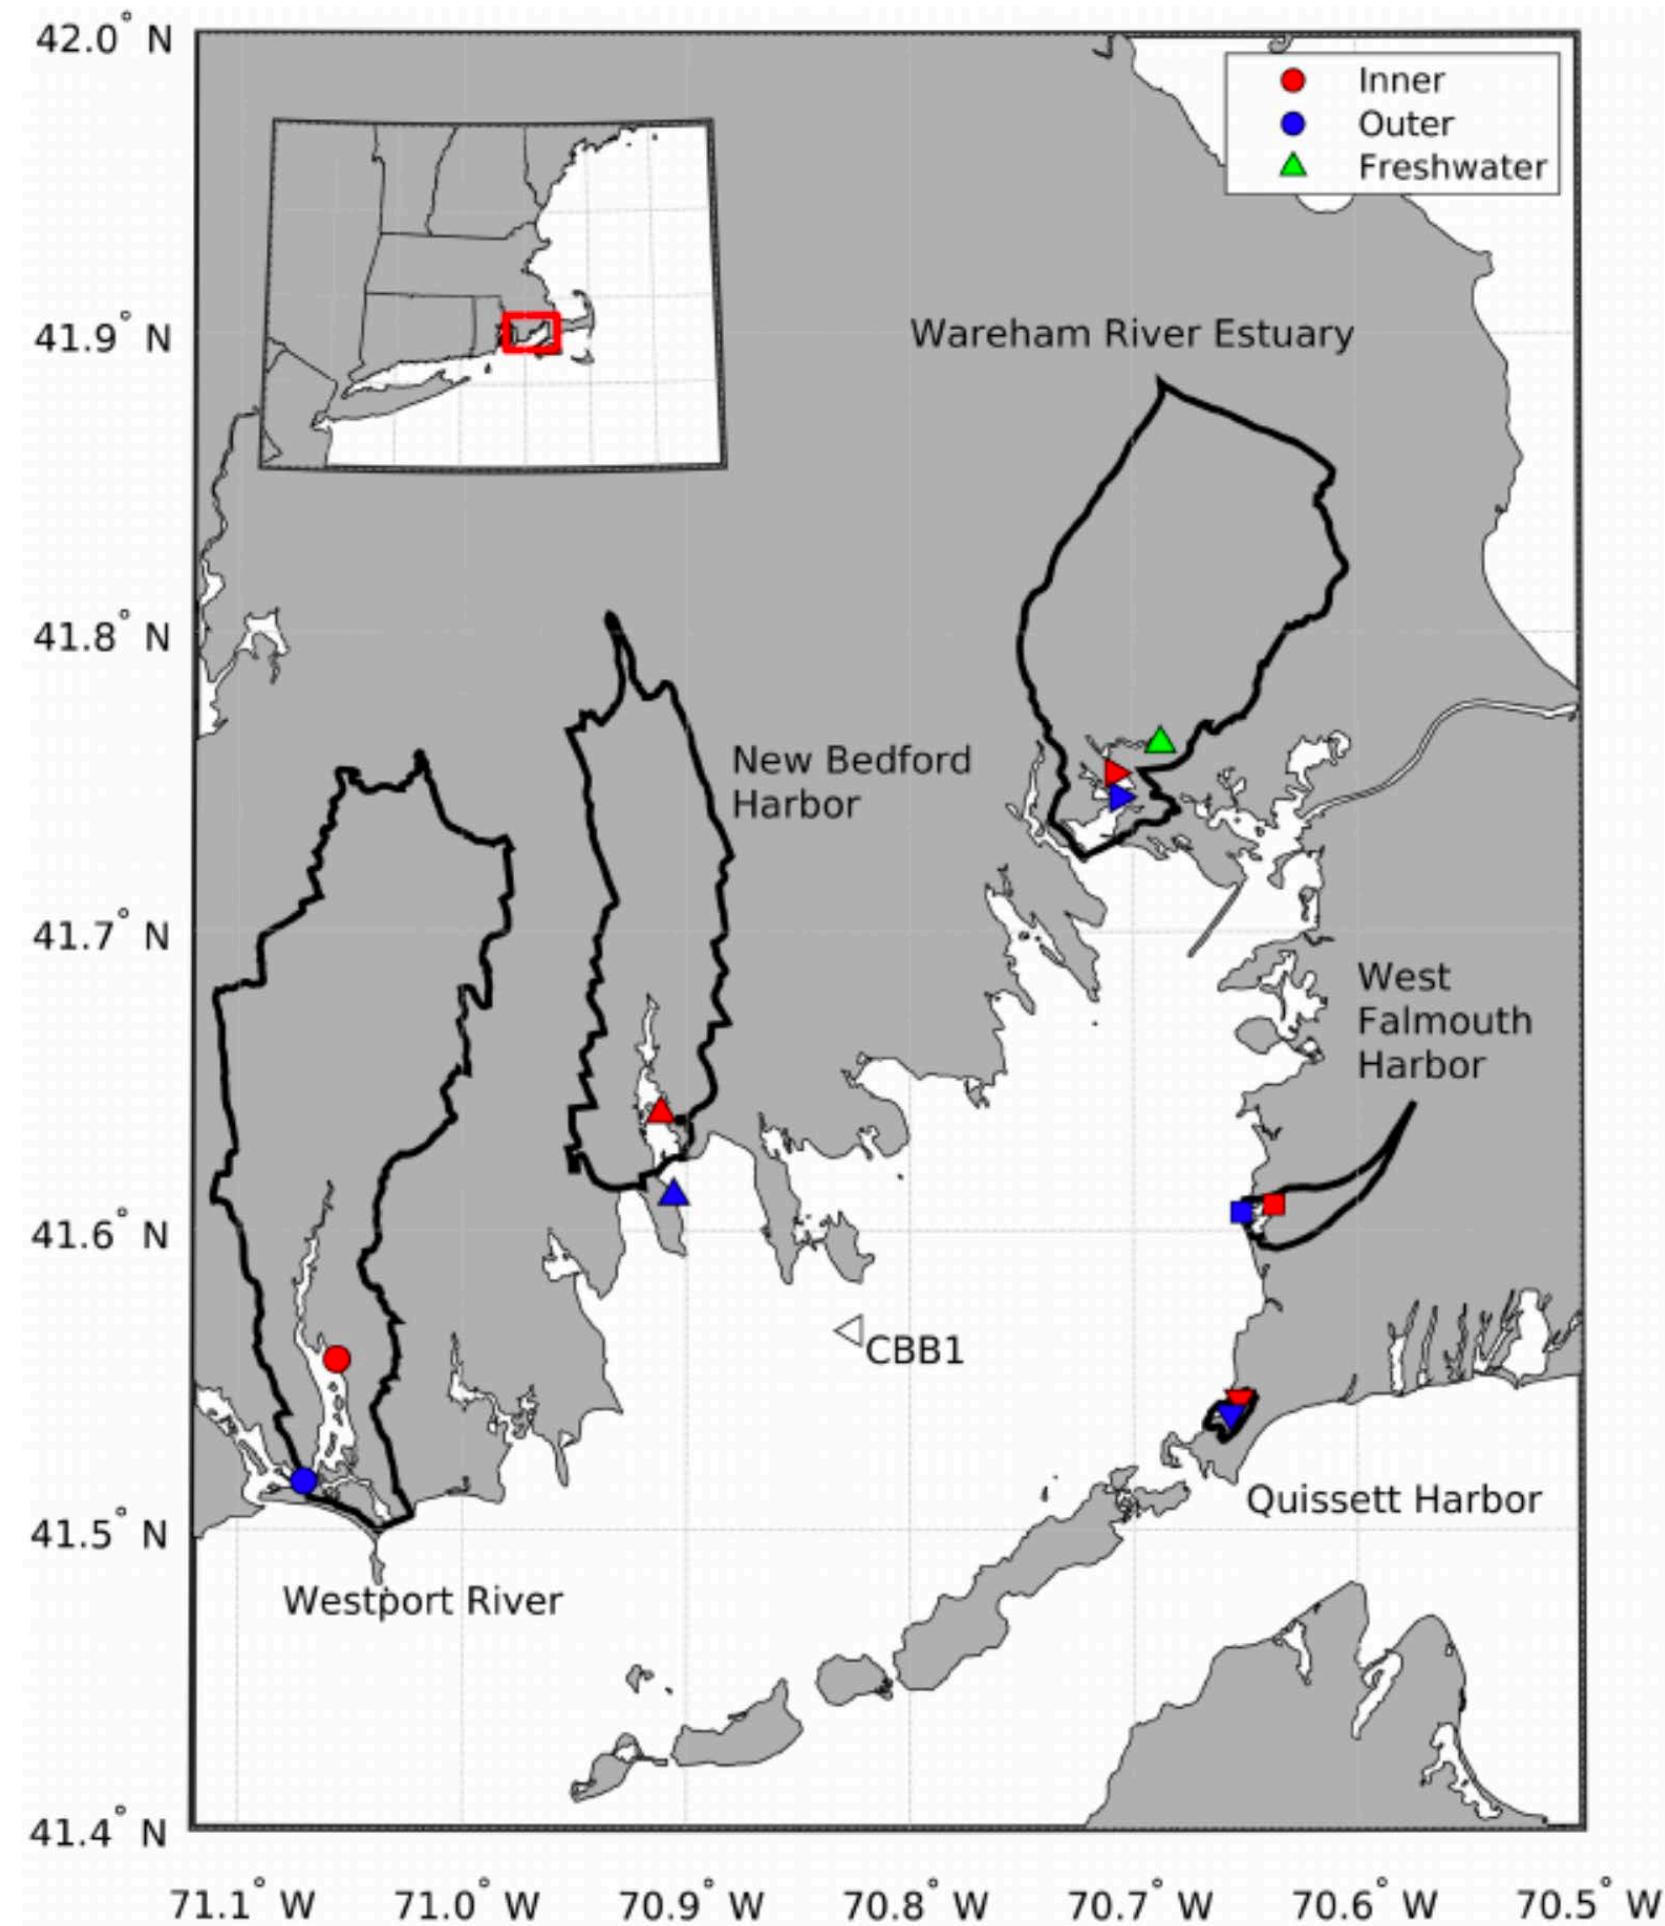 42.0° N
Inner
Outer
Freshwater
41.9° N
Wareham River Estuary
41.8° N
New Bedford
Harbor
41.7° N
West
Falmouth
Harbor
41.6° N
CBB1
41.5° N
Quissett Harbor
Westport River
41.4° N
71.1° W 71.0° W 70.9° W 70.8° W 70.7° W 70.6° W 70.5° W